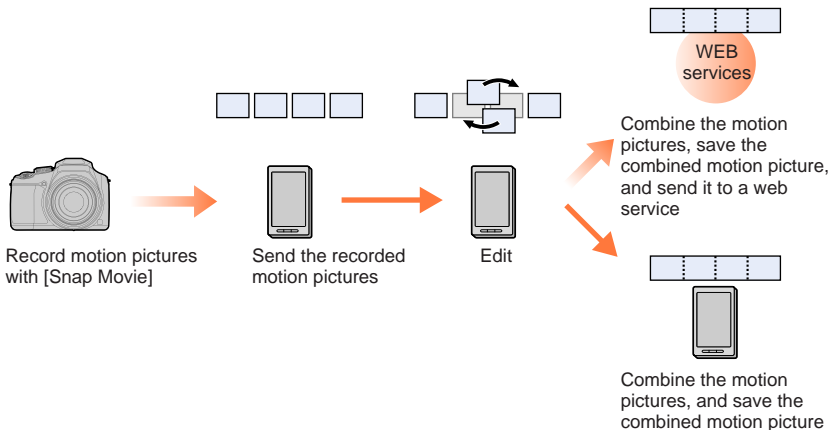 Record motion pictures
with [Snap Movie]
Send the recorded
motion pictures
Edit
WEB
services
Combine the motion
pictures, save the
combined motion picture,
and send it to a web
service
Combine the motion
pictures, and save the
combined motion picture